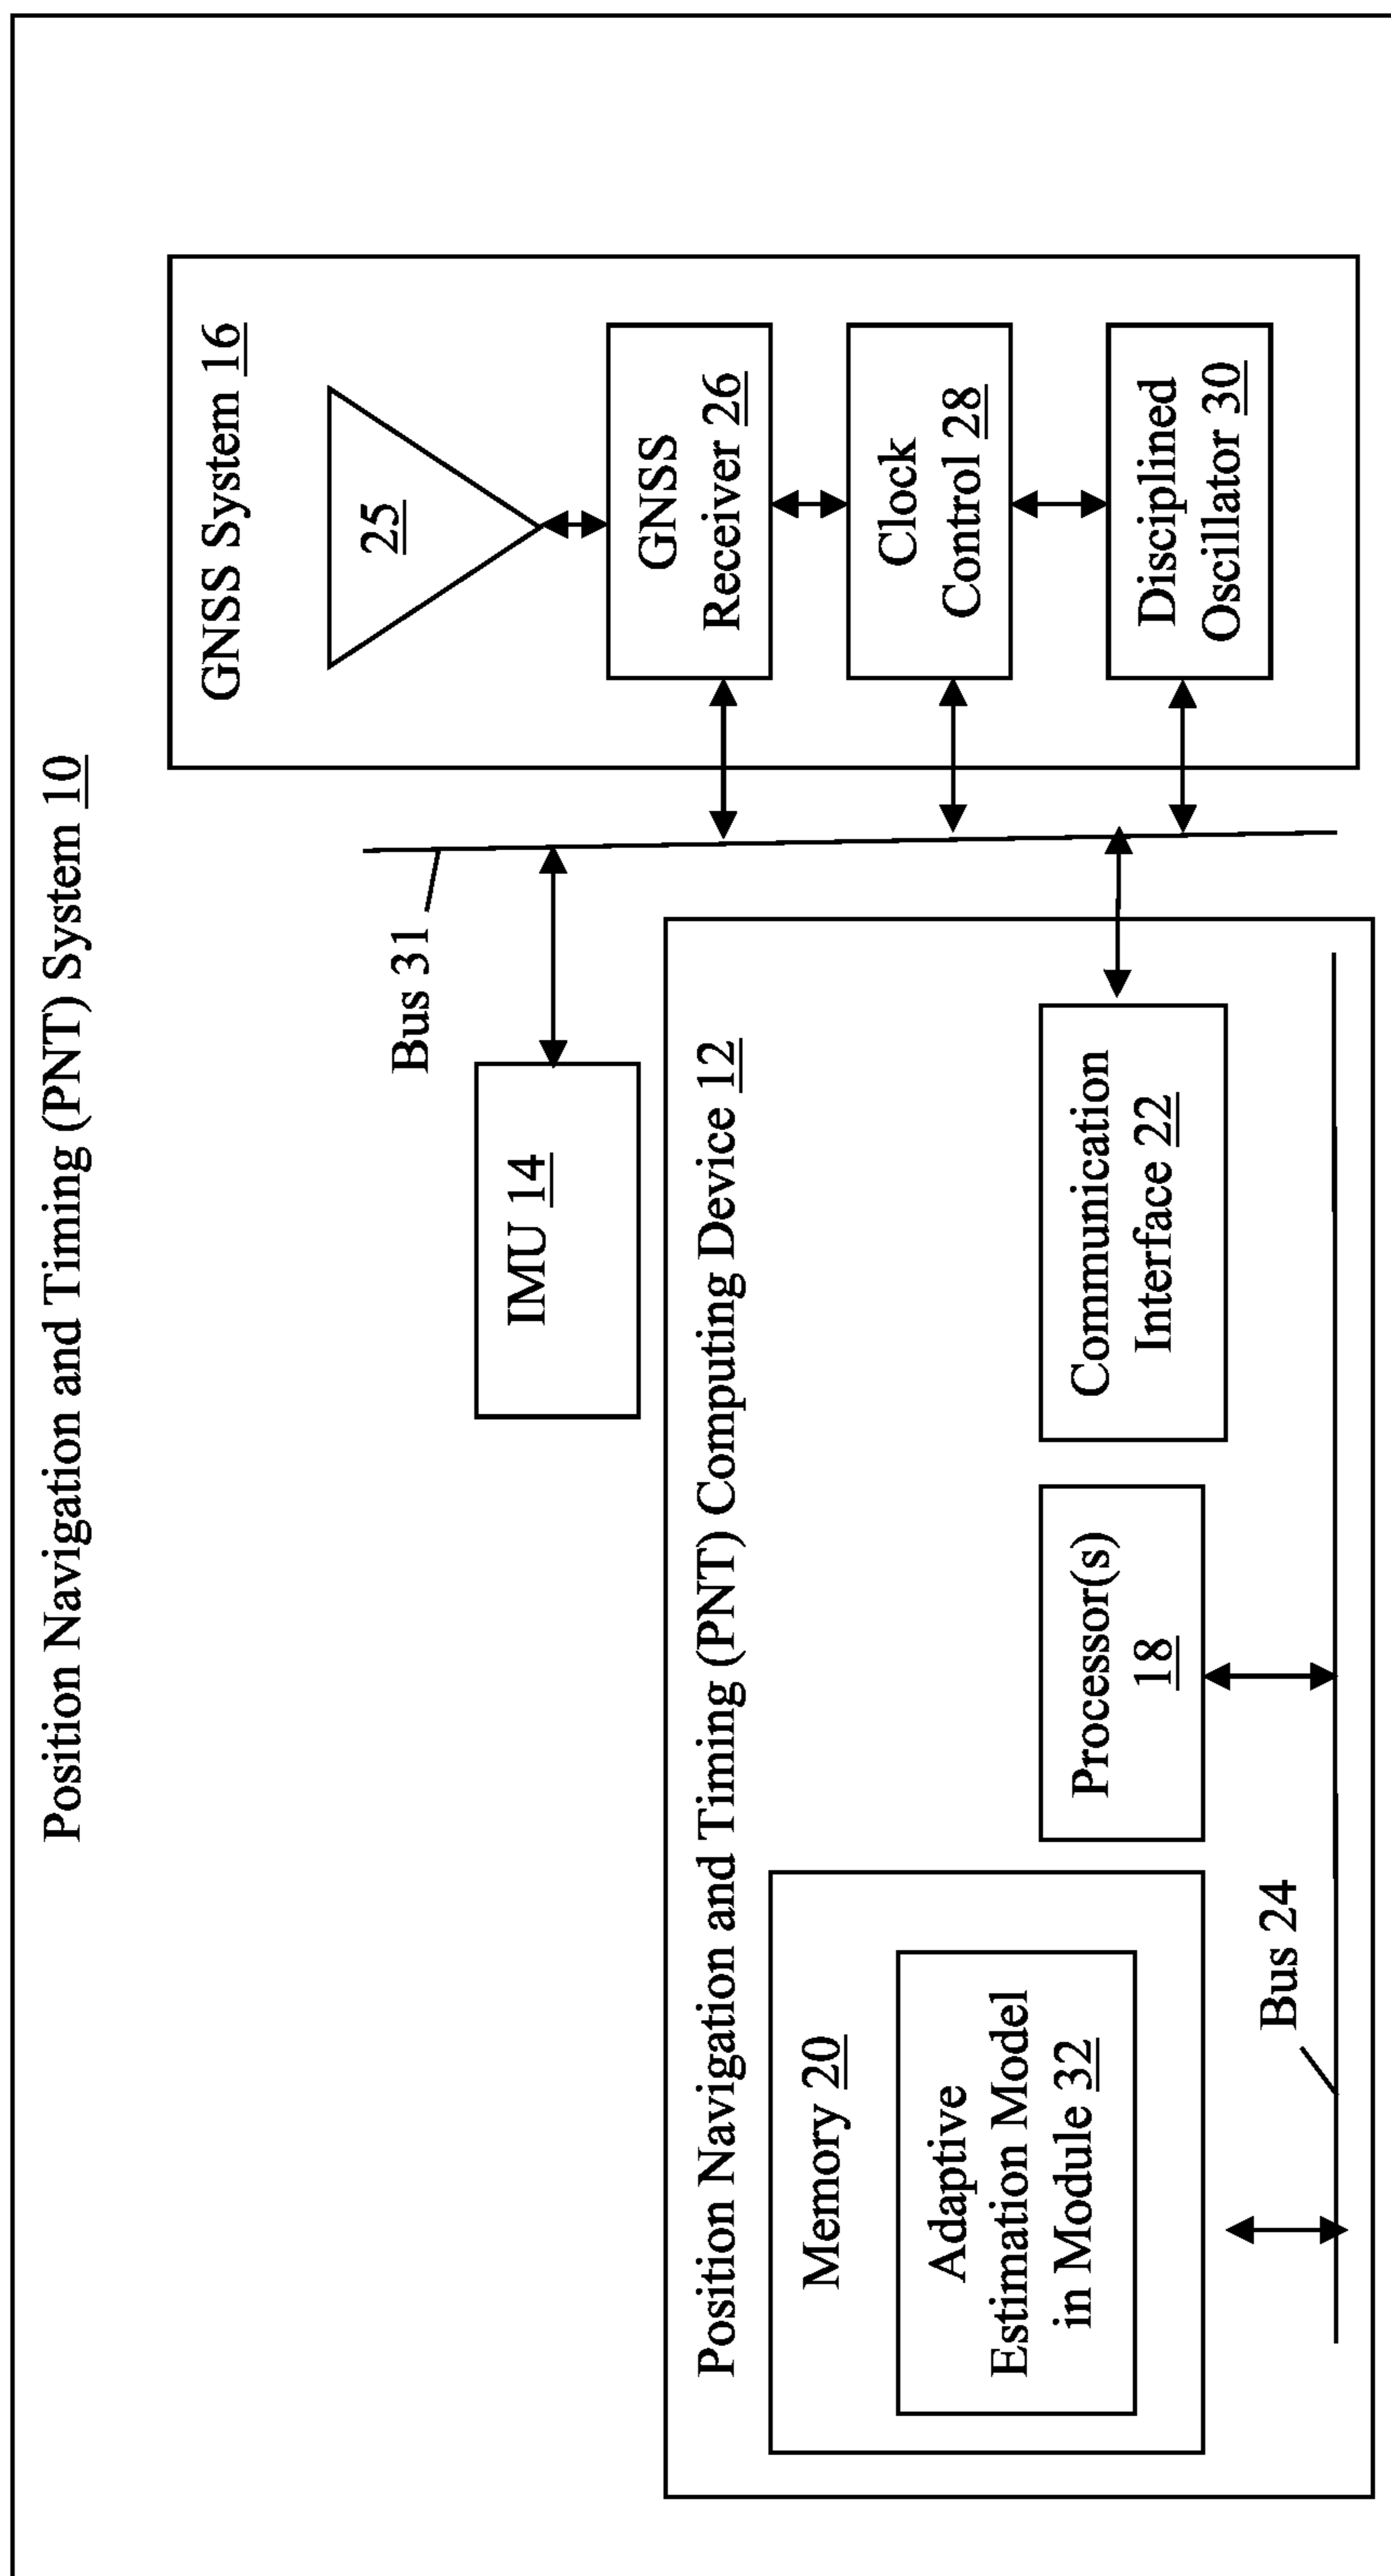 Position Navigation and Timing (PNT) System 10
GNSS System 16
25
GNSS
Receiver 26
Clock
Control 28
Disciplined
Oscillator 30
Bus 31
IMU 14
Position Navigation and Timing (PNT) Computing Device 12
Memory 20
Adaptive
Estimation Model
in Module 32
Processor(s)
18
Communication
Interface 22
Bus 24